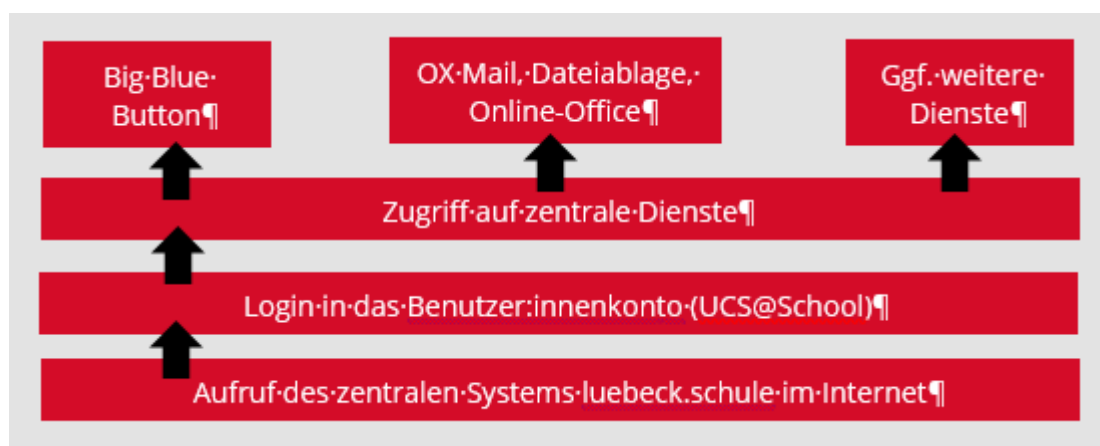 Big·Blue·
Button¶
OX·Mail,·Dateiablage,·
Online-Office¶
Ggf.·weitere·
Dienste¶
Zugriff·auf·zentrale·Dienste¶
Login·in·das·Benutzer:innenkonto·(UCS@School)¶
Aufruf·des·zentralen·Systems·luebeck.schule·im·Internet¶